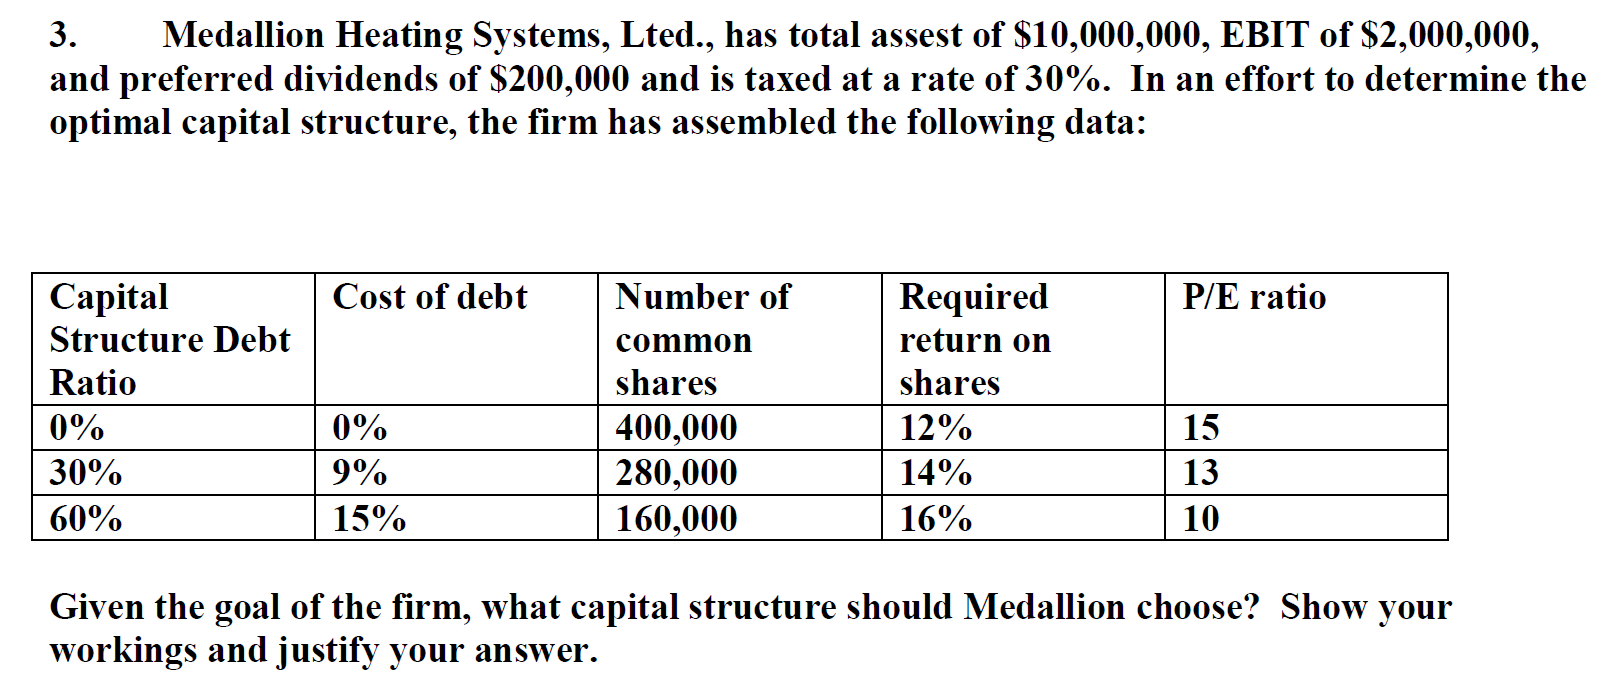 3. Medallion Heating Systems, Lted., has total assest of $10,000,000, EBIT of $2,000,000,
and preferred dividends of $200,000 and is taxed at a rate of 30%. In an effort to determine the
optimal capital structure, the firm has assembled the following data:
Capital
Structure Debt
Ratio
Cost of debt
Number of
common
shares
Required
return on
shares
P/E ratio
0% 0% 400,000 12% 15
30% 9% 280,000 14% 13
60% 15% 160,000 16% 10
Given the goal of the firm, what capital structure should Medallion choose? Show your
workings and justify your answer.